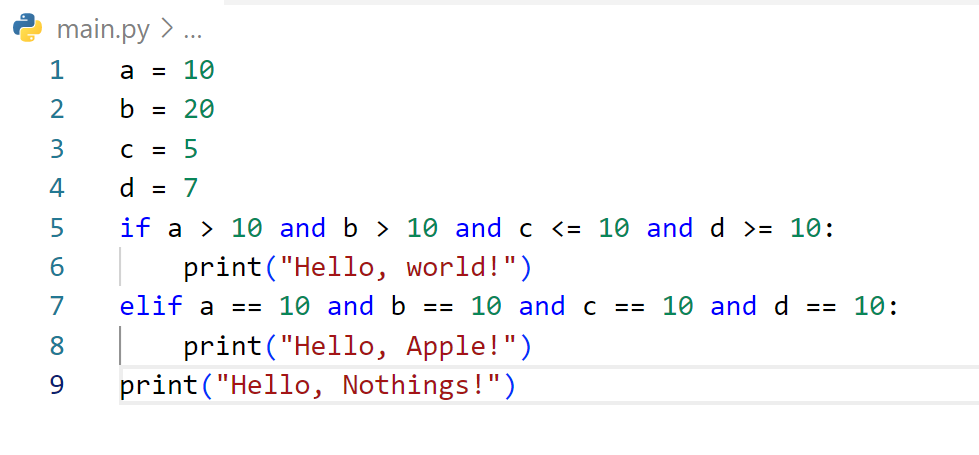 main.py > ...
1 a = 10
2 b = 20
3 c = 5
4 d = 7
5 if a > 10 and b > 10 and c <= 10 and d >= 10:
6     print("Hello, world!")
7 elif a == 10 and b == 10 and c == 10 and d == 10:
8     print("Hello, Apple!")
9 print("Hello, Nothings!")